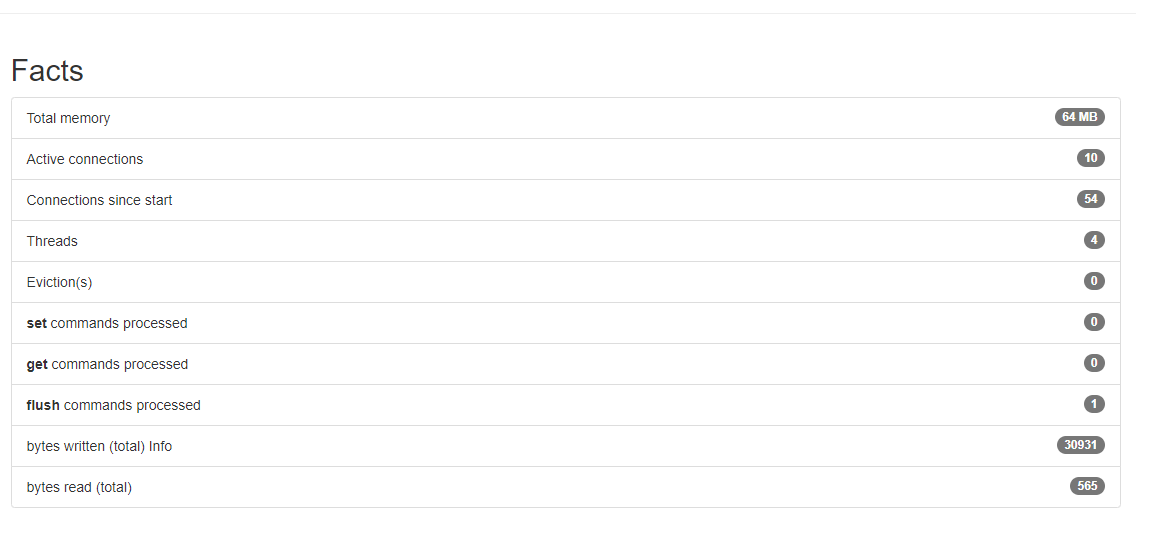 Facts
Total memory 64 MB
Active connections 10
Connections since start 54
Threads 4
Eviction(s) 0
set commands processed 0
get commands processed 0
flush commands processed 1
bytes written (total) Info 30931
bytes read (total) 565